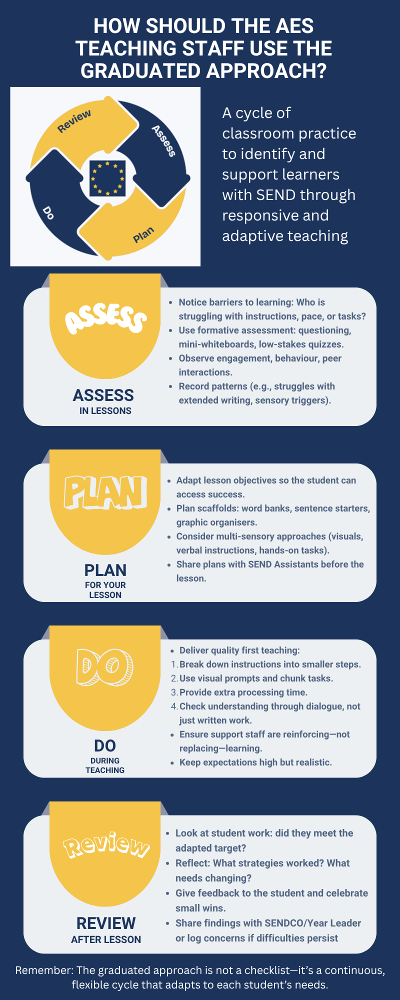 HOW SHOULD THE AES
TEACHING STAFF USE THE
GRADUATED APPROACH?
Review
Assess
Do
Plan
A cycle of
classroom practice
to identify and
support learners
with SEND through
responsive and
adaptive teaching
ASSESS
ASSESS
IN LESSONS
• Notice barriers to learning: Who is
struggling with instructions, pace, or tasks?
• Use formative assessment: questioning,
mini-whiteboards, low-stakes quizzes.
• Observe engagement, behaviour, peer
interactions.
• Record patterns (e.g., struggles with
extended writing, sensory triggers).
PLAN
PLAN
FOR YOUR
LESSON
• Adapt lesson objectives so the student can
access success.
• Plan scaffolds: word banks, sentence starters,
graphic organisers.
• Consider multi-sensory approaches (visuals,
verbal instructions, hands-on tasks).
• Share plans with SEND Assistants before the
lesson.
DO
DO
DURING
TEACHING
• Deliver quality first teaching:
1. Break down instructions into smaller steps.
2. Use visual prompts and chunk tasks.
3. Provide extra processing time.
4. Check understanding through dialogue, not
just written work.
• Ensure support staff are reinforcing—not
replacing—learning.
• Keep expectations high but realistic.
Review
REVIEW
AFTER LESSON
• Look at student work: did they meet the
adapted target?
• Reflect: What strategies worked? What
needs changing?
• Give feedback to the student and celebrate
small wins.
• Share findings with SENDCO/Year Leader
or log concerns if difficulties persist
Remember: The graduated approach is not a checklist—it’s a continuous,
flexible cycle that adapts to each student’s needs.